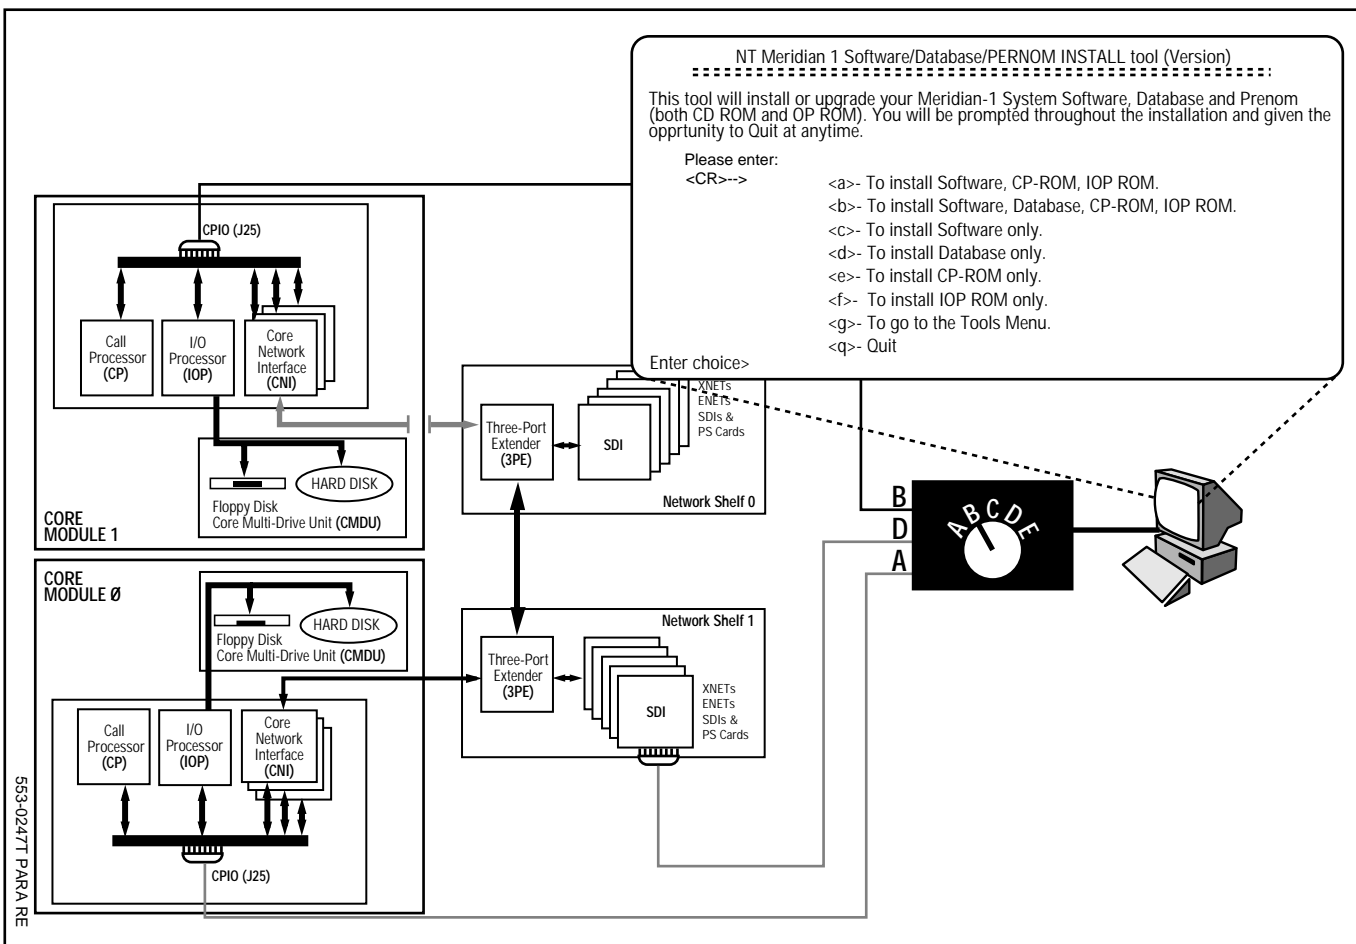 NT Meridian 1 Software/Database/PERNOM INSTALL tool (Version)
This tool will install or upgrade your Meridian-1 System Software, Database and Prenom
(both CD ROM and OP ROM). You will be prompted throughout the installation and given the
opprtunity to Quit at anytime.
Please enter:
<CR>-->
<a>- To install Software, CP-ROM, IOP ROM.
<b>- To install Software, Database, CP-ROM, IOP ROM.
<c>- To install Software only.
<d>- To install Database only.
<e>- To install CP-ROM only.
<f>- To install IOP ROM only.
<g>- To go to the Tools Menu.
<q>- Quit
Enter choice>
CPIO (J25)
Call
Processor
(CP)
I/O
Processor
(IOP)
Core
Network
Interface
(CNI)
HARD DISK
Floppy Disk
Core Multi-Drive Unit (CMDU)
CORE
MODULE 1
Three-Port
Extender
(3PE)
SDI
XNETs
ENETs
SDIs &
PS Cards
Network Shelf 0
B
D
A
A B C D E
CORE
MODULE Ø
HARD DISK
Floppy Disk
Core Multi-Drive Unit (CMDU)
Call
Processor
(CP)
I/O
Processor
(IOP)
Core
Network
Interface
(CNI)
CPIO (J25)
Network Shelf 1
Three-Port
Extender
(3PE)
SDI
XNETs
ENETs
SDIs &
PS Cards
553-0247T PARA RE